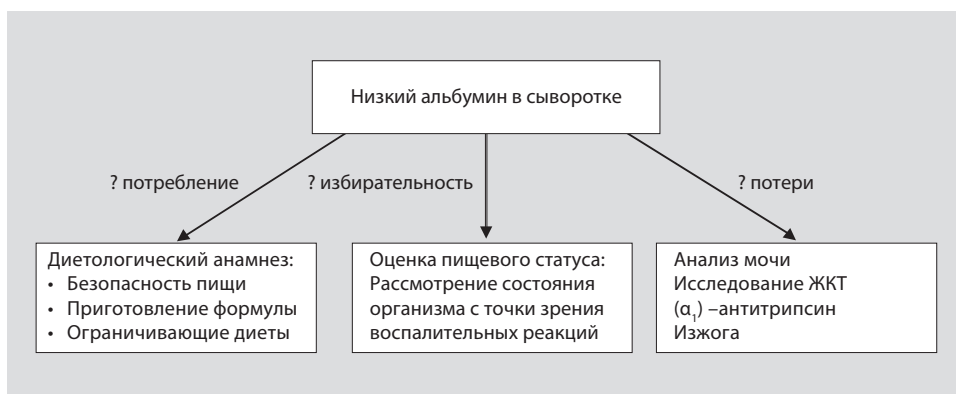 Низкий альбумин в сыворотке
? потребление
? избирательность
? потери
Диетологический анамнез:
• Безопасность пищи
• Приготовление формулы
• Ограничивающие диеты
Оценка пищевого статуса:
Рассмотрение состояния
организма с точки зрения
воспалительных реакций
Анализ мочи
Исследование ЖКТ
(α₁) –антитрипсин
Изжога